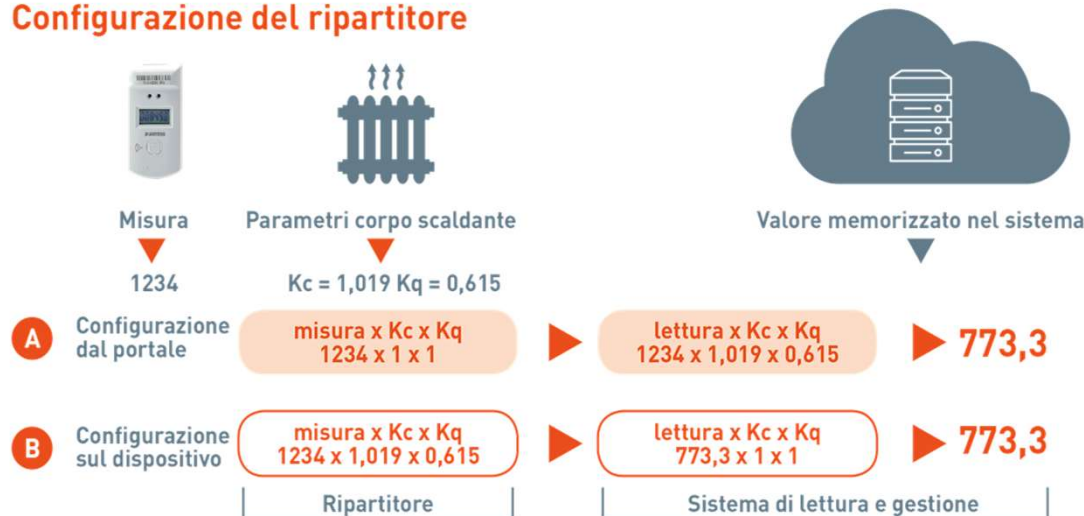 Configurazione del ripartitore
Misura
Parametri corpo scaldante
Valore memorizzato nel sistema
1234
Kc = 1,019 Kq = 0,615
A
Configurazione
dal portale
misura x Kc x Kq
1234 x 1 x 1
lettura x Kc x Kq
1234 x 1,019 x 0,615
773,3
B
Configurazione
sul dispositivo
misura x Kc x Kq
1234 x 1,019 x 0,615
lettura x Kc x Kq
773,3 x 1 x 1
773,3
Ripartitore
Sistema di lettura e gestione